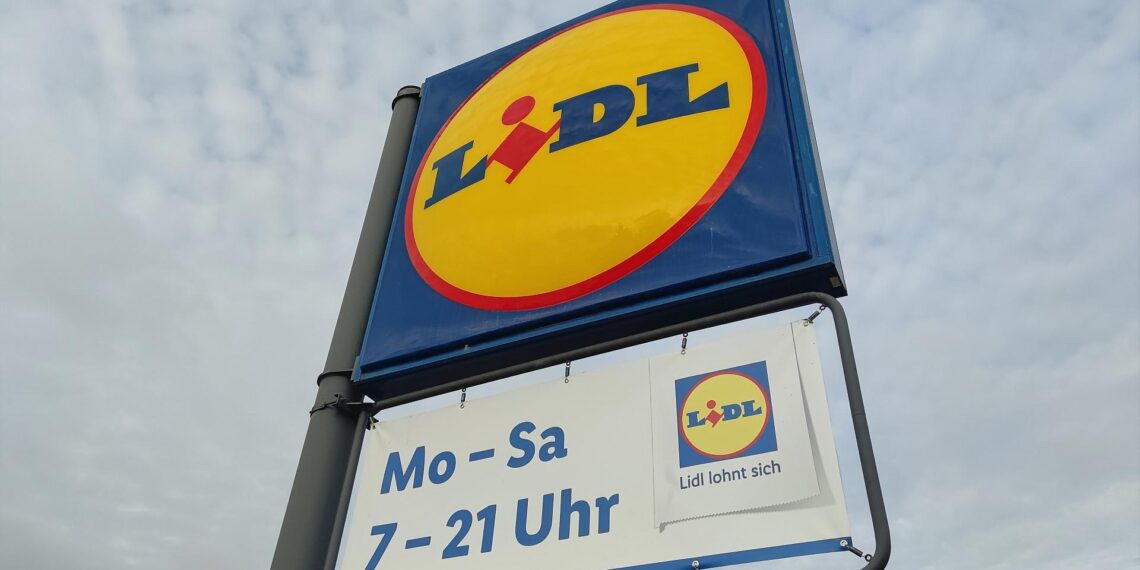 LiDL
Mo – Sa
7 – 21 Uhr
LiDL
Lidl lohnt sich